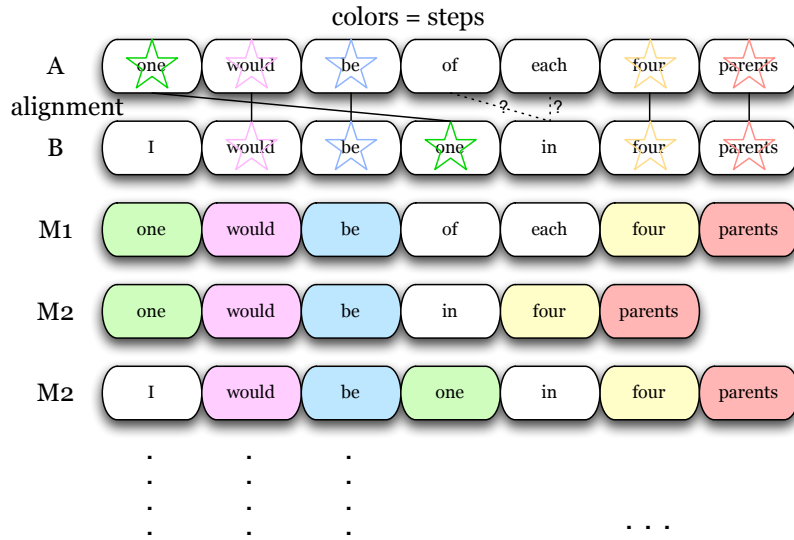 colors = steps
A one would be of each four parents
alignment ? ?
B I would be one in four parents
M1 one would be of each four parents
M2 one would be in four parents
M2 I would be one in four parents
. . .
. . .
. . .
. . . . . .